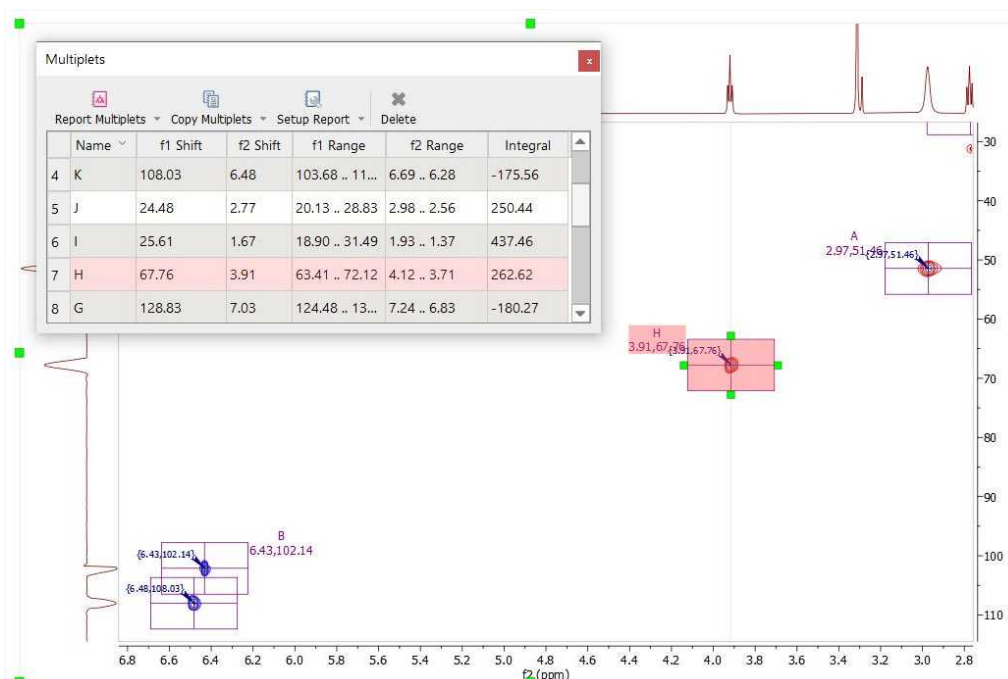 Multiplets
x
Report Multiplets Copy Multiplets Setup Report Delete
Name f1 Shift f2 Shift f1 Range f2 Range Integral
4 K 108.03 6.48 103.68 .. 11... 6.69 .. 6.28 -175.56
5 J 24.48 2.77 20.13 .. 28.83 2.98 .. 2.56 250.44
6 I 25.61 1.67 18.90 .. 31.49 1.93 .. 1.37 437.46
7 H 67.76 3.91 63.41 .. 72.12 4.12 .. 3.71 262.62
8 G 128.83 7.03 124.48 .. 13... 7.24 .. 6.83 -180.27
A
2.97,51.46
{2.97,51.46}
H
3.91,67.76
{3.91,67.76}
B
6.43,102.14
{6.43,102.14}
{6.48,108.03}
30
40
50
60
70
80
90
100
110
6.8 6.6 6.4 6.2 6.0 5.8 5.6 5.4 5.2 5.0 4.8 4.6 4.4 4.2 4.0 3.8 3.6 3.4 3.2 3.0 2.8
f2 (ppm)